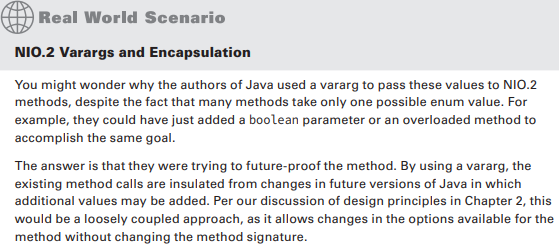 Real World Scenario
NIO.2 Varargs and Encapsulation
You might wonder why the authors of Java used a vararg to pass these values to NIO.2
methods, despite the fact that many methods take only one possible enum value. For
example, they could have just added a boolean parameter or an overloaded method to
accomplish the same goal.
The answer is that they were trying to future-proof the method. By using a vararg, the
existing method calls are insulated from changes in future versions of Java in which
additional values may be added. Per our discussion of design principles in Chapter 2, this
would be a loosely coupled approach, as it allows changes in the options available for the
method without changing the method signature.